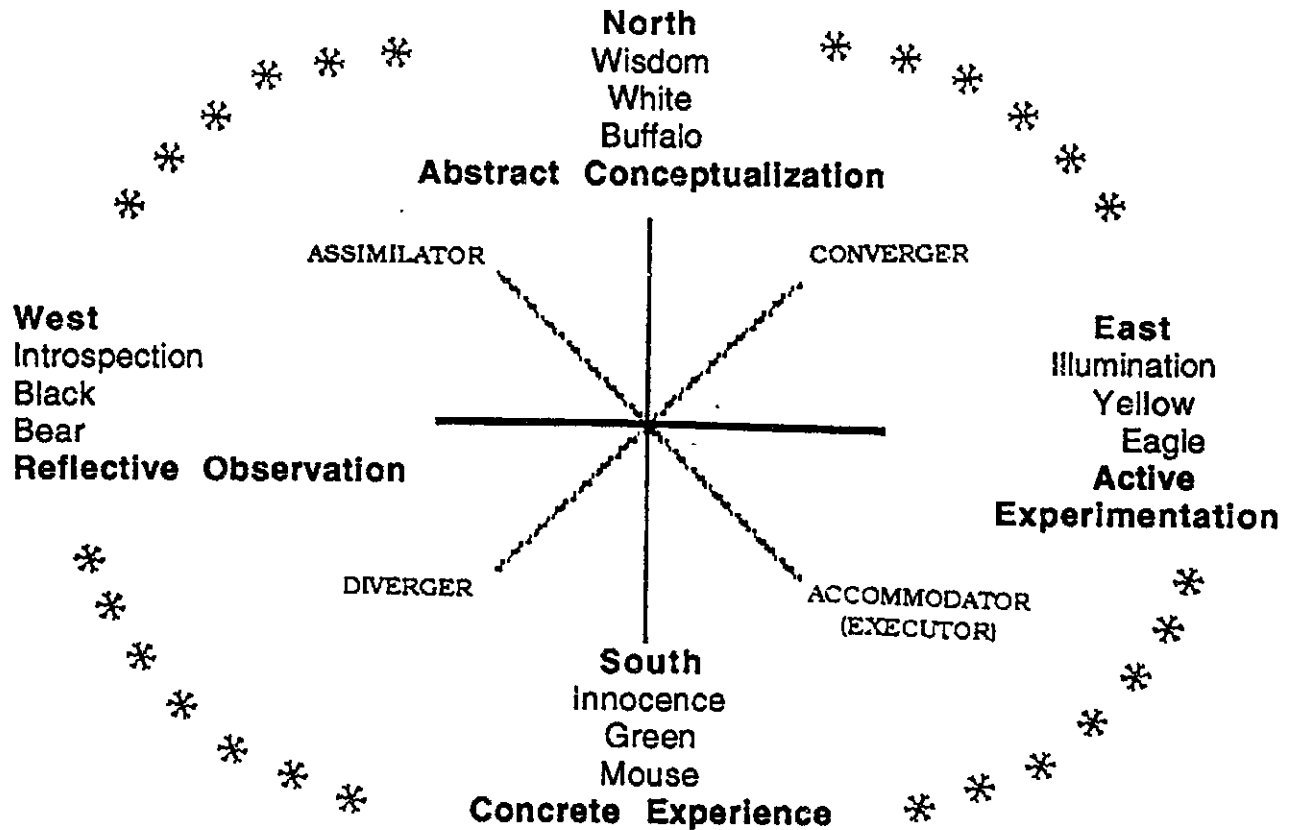 North
Wisdom
White
Buffalo
Abstract Conceptualization
ASSIMILATOR
CONVERGER
West
Introspection
Black
Bear
Reflective Observation
East
Illumination
Yellow
Eagle
Active
Experimentation
DIVERGER
ACCOMMODATOR
(EXECUTOR)
South
Innocence
Green
Mouse
Concrete Experience